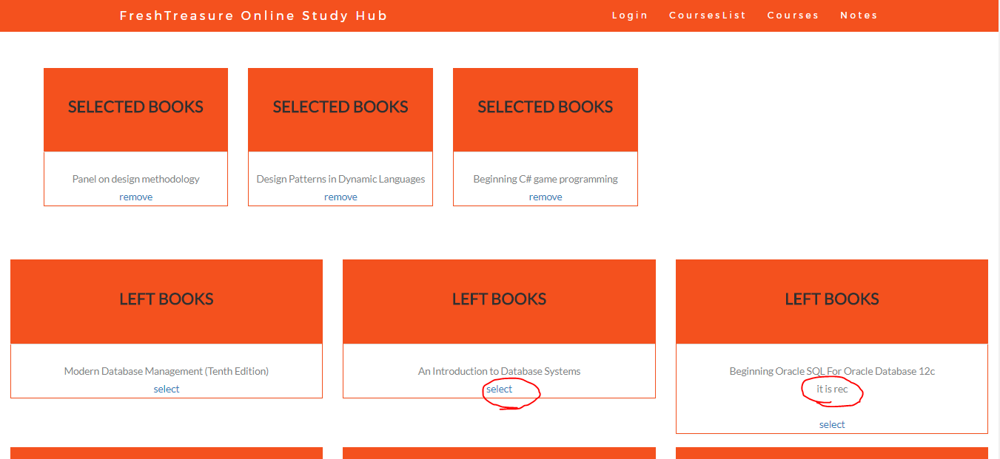 FreshTreasure Online Study Hub
Login CoursesList Courses Notes
SELECTED BOOKS
Panel on design methodology
remove
SELECTED BOOKS
Design Patterns in Dynamic Languages
remove
SELECTED BOOKS
Beginning C# game programming
remove
LEFT BOOKS
Modern Database Management (Tenth Edition)
select
LEFT BOOKS
An Introduction to Database Systems
select
LEFT BOOKS
Beginning Oracle SQL For Oracle Database 12c
it is rec
select